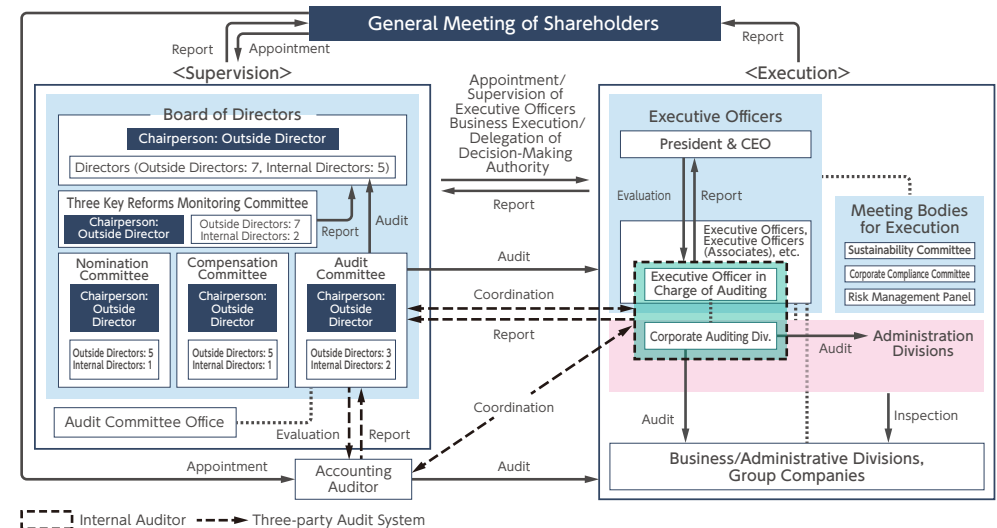 General Meeting of Shareholders
Report
Appointment
Report
<Supervision>
<Execution>
Board of Directors
Chairperson: Outside Director
Directors (Outside Directors: 7, Internal Directors: 5)
Three Key Reforms Monitoring Committee
Chairperson:
Outside Director
Outside Directors: 7
Internal Directors: 2
Report
Audit
Nomination
Committee
Chairperson:
Outside
Director
Outside Directors: 5
Internal Directors: 1
Compensation
Committee
Chairperson:
Outside
Director
Outside Directors: 5
Internal Directors: 1
Audit
Committee
Chairperson:
Outside
Director
Outside Directors: 3
Internal Directors: 2
Audit Committee Office
Evaluation
Report
Appointment
Accounting
Auditor
Appointment/
Supervision of
Executive Officers
Business Execution/
Delegation of
Decision-Making
Authority
Report
Audit
Coordination
Report
Coordination
Audit
Executive Officers
President & CEO
Evaluation
Report
Executive Officers,
Executive Officers
(Associates), etc.
Executive Officer in
Charge of Auditing
Corporate Auditing Div.
Audit
Administration
Divisions
Meeting Bodies
for Execution
Sustainability Committee
Corporate Compliance Committee
Risk Management Panel
Audit
Inspection
Business/Administrative Divisions,
Group Companies
Internal Auditor
Three-party Audit System